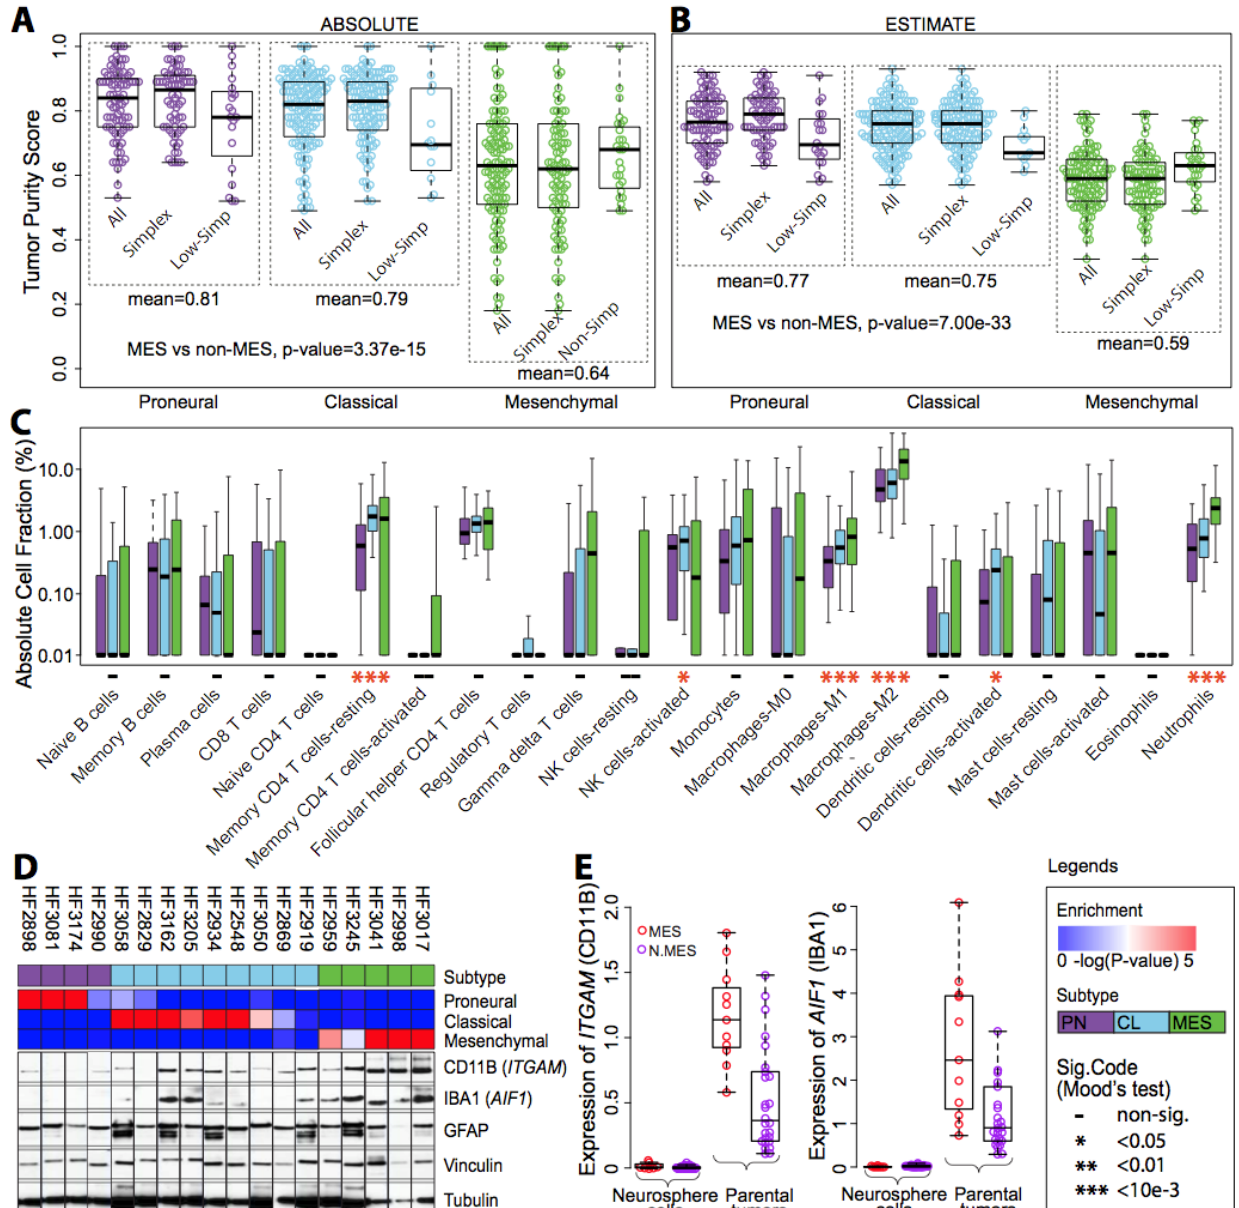 A
ABSOLUTE
Tumor Purity Score
1.0
0.8
0.6
0.4
0.2
0.0
All
Simplex
Low-Simp
All
Simplex
Low-Simp
All
Simplex
Non-Simp
mean=0.81
mean=0.79
mean=0.64
MES vs non-MES, p-value=3.37e-15
Proneural
Classical
Mesenchymal
B
ESTIMATE
All
Simplex
Low-Simp
All
Simplex
Low-Simp
All
Simplex
Low-Simp
mean=0.77
mean=0.75
mean=0.59
MES vs non-MES, p-value=7.00e-33
Proneural
Classical
Mesenchymal
C
Absolute Cell Fraction (%)
10.0
1.00
0.10
0.01
- - - - - *** -- - - - -- * - - *** *** - * - - - ***
Naive B cells
Memory B cells
Plasma cells
CD8 T cells
Naive CD4 T cells
Memory CD4 T cells-resting
Memory CD4 T cells-activated
Follicular helper CD4 T cells
Regulatory T cells
Gamma delta T cells
NK cells-resting
NK cells-activated
Monocytes
Macrophages-M0
Macrophages-M1
Macrophages-M2
Dendritic cells-resting
Dendritic cells-activated
Mast cells-resting
Mast cells-activated
Eosinophils
Neutrophils
D
HF2898
HF3081
HF3174
HF2990
HF3058
HF2829
HF3162
HF3205
HF2934
HF2548
HF3050
HF2869
HF2919
HF2959
HF3245
HF3041
HF2998
HF3017
Subtype
Proneural
Classical
Mesenchymal
CD11B (ITGAM)
IBA1 (AIF1)
GFAP
Vinculin
Tubulin
E
Expression of ITGAM (CD11B)
2.0
1.5
1.0
0.5
0
MES
N.MES
Neurosphere
cells
Parental
tumors
Expression of AIF1 (IBA1)
6
5
4
3
2
1
0
Neurosphere
cells
Parental
tumors
Legends
Enrichment
0 -log(P-value) 5
Subtype
PN CL MES
Sig.Code
(Mood's test)
- non-sig.
* <0.05
** <0.01
*** <10e-3